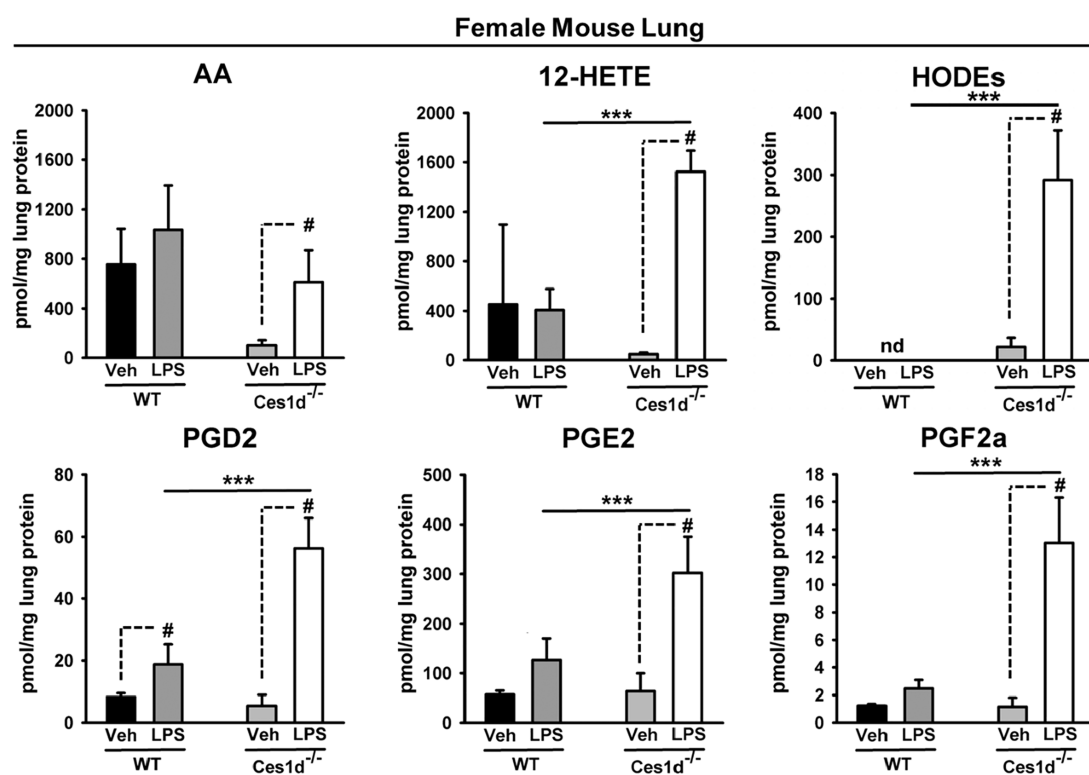 Female Mouse Lung
AA
pmol/mg lung protein
2000
1600
1200
800
400
0
#
Veh LPS Veh LPS
WT Ces1d-/-
12-HETE
pmol/mg lung protein
2000
1600
1200
800
400
0
***
#
Veh LPS Veh LPS
WT Ces1d-/-
HODEs
pmol/mg lung protein
400
300
200
100
0
***
#
nd
Veh LPS Veh LPS
WT Ces1d-/-
PGD2
pmol/mg lung protein
80
60
40
20
0
***
#
#
Veh LPS Veh LPS
WT Ces1d-/-
PGE2
pmol/mg lung protein
500
400
300
200
100
0
***
#
Veh LPS Veh LPS
WT Ces1d-/-
PGF2a
pmol/mg lung protein
18
16
14
12
10
8
6
4
2
0
***
#
Veh LPS Veh LPS
WT Ces1d-/-